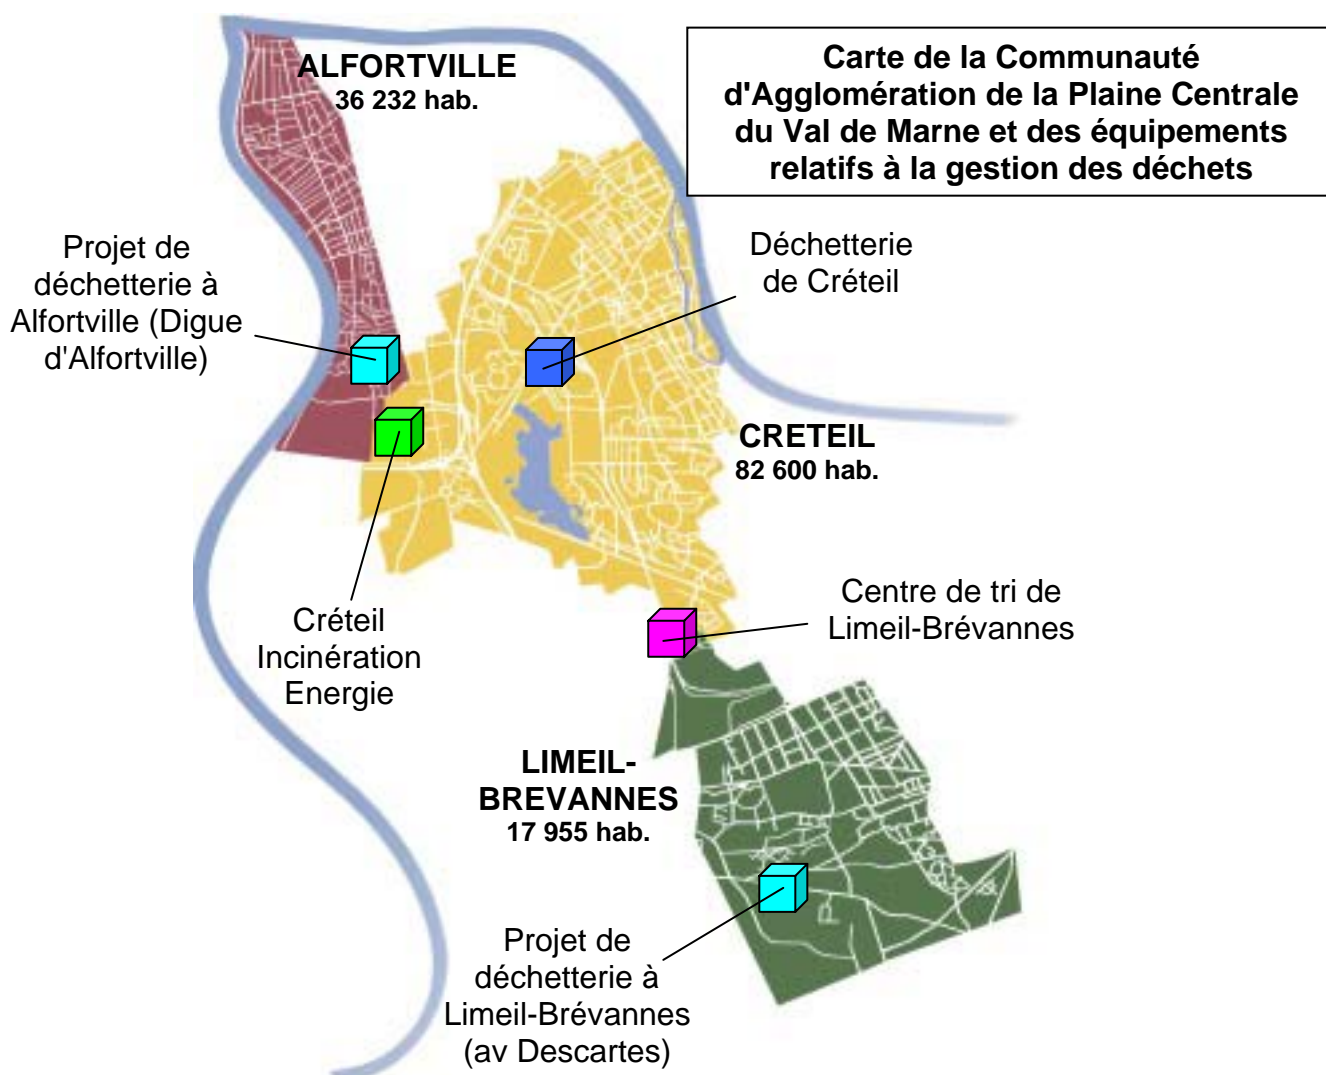 ALFORTVILLE
36 232 hab.
Carte de la Communauté
d'Agglomération de la Plaine Centrale
du Val de Marne et des équipements
relatifs à la gestion des déchets
Projet de
déchetterie à
Alfortville (Digue
d'Alfortville)
Déchetterie
de Créteil
CRETEIL
82 600 hab.
Créteil
Incinération
Energie
Centre de tri de
Limeil-Brévannes
LIMEIL-
BREVANNES
17 955 hab.
Projet de
déchetterie à
Limeil-Brévannes
(av Descartes)